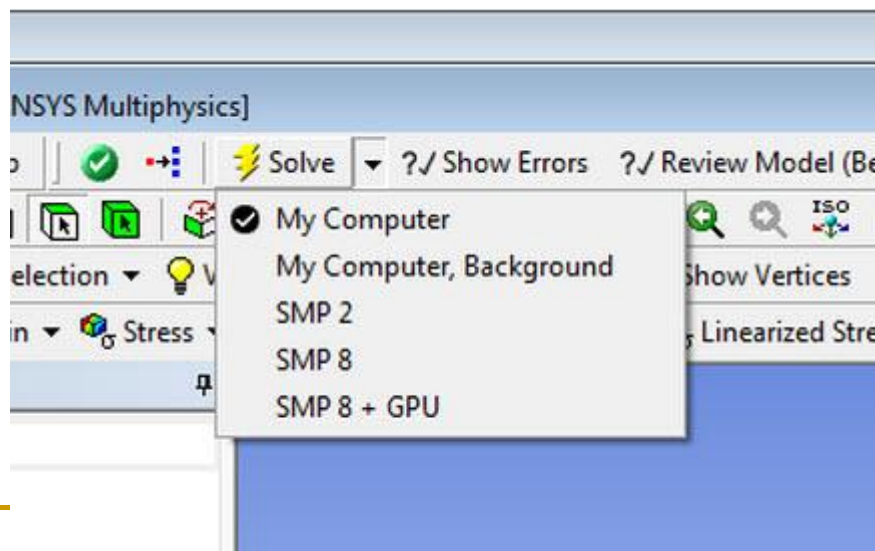 NSYS Multiphysics]
Solve ?✓ Show Errors ?✓ Review Model (Be
My Computer
ISO
My Computer, Background
election Show Vertices
SMP 2
in σ Stress Linearized Stre
SMP 8
SMP 8 + GPU